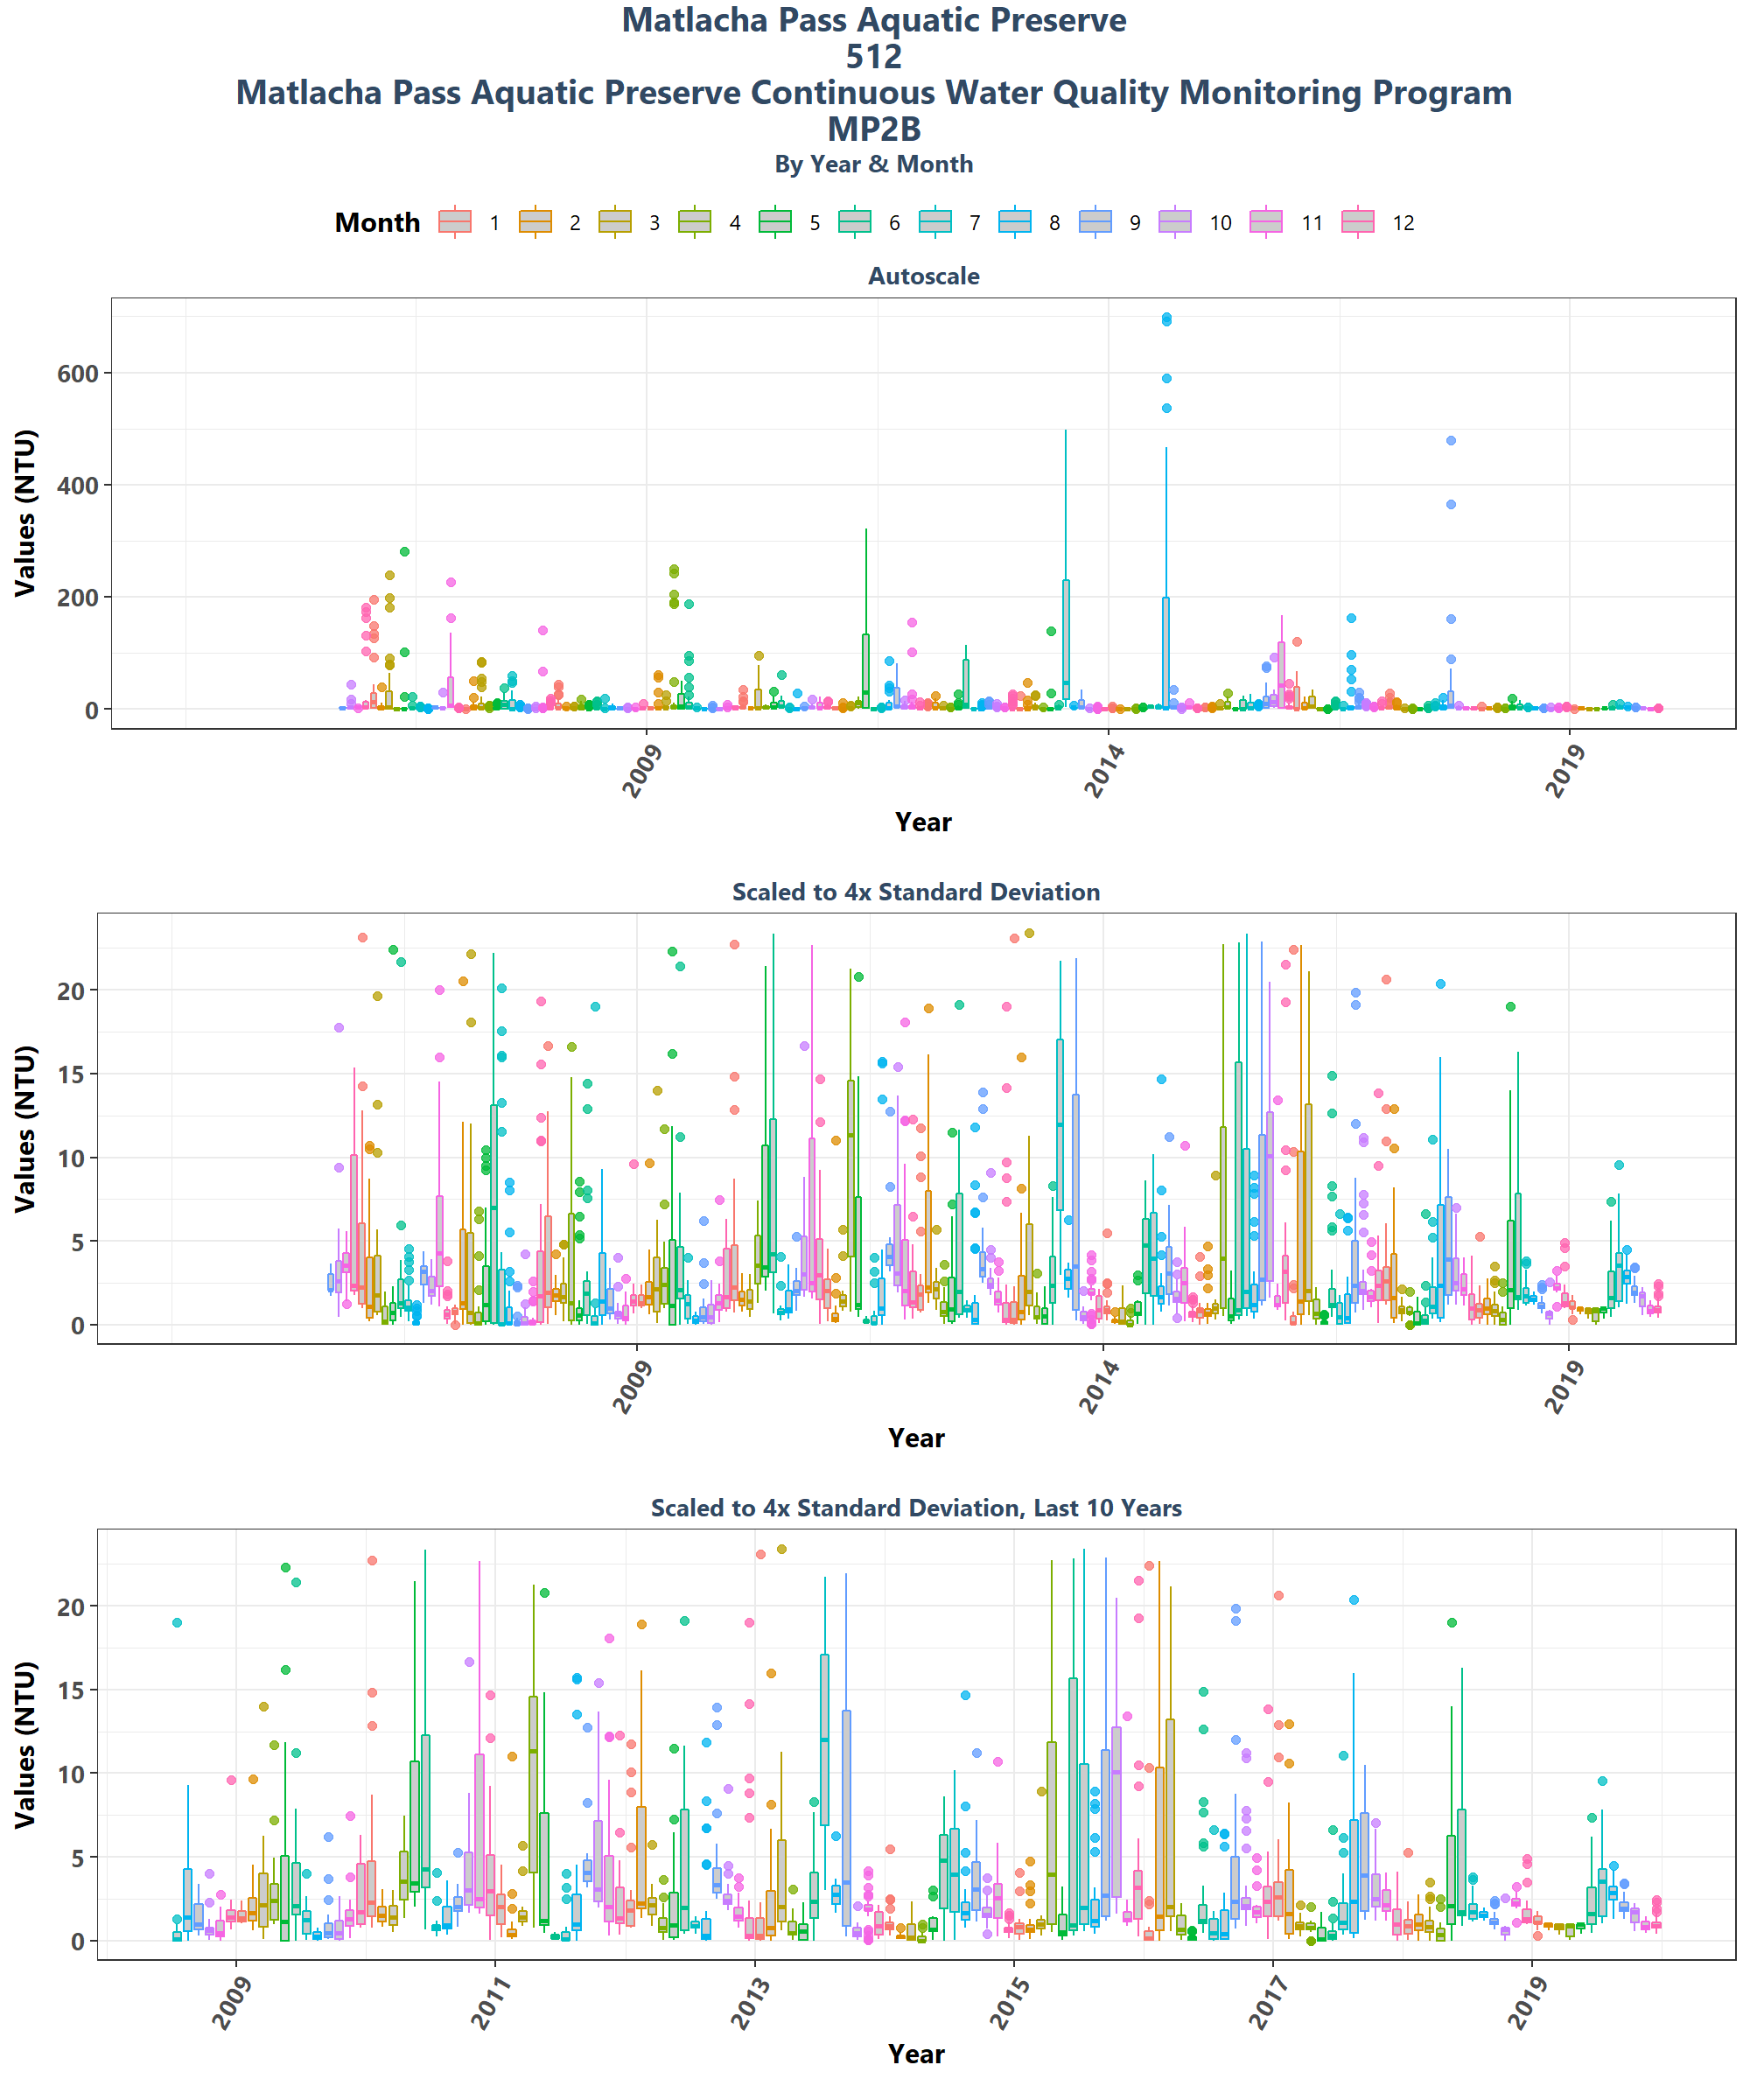 Matlacha Pass Aquatic Preserve
512
Matlacha Pass Aquatic Preserve Continuous Water Quality Monitoring Program
MP2B
By Year & Month
Month 1 2 3 4 5 6 7 8 9 10 11 12
Autoscale
Values (NTU)
600
400
200
0
2009 2014 2019
Year
Scaled to 4x Standard Deviation
Values (NTU)
20
15
10
5
0
2009 2014 2019
Year
Scaled to 4x Standard Deviation, Last 10 Years
Values (NTU)
20
15
10
5
0
2009 2011 2013 2015 2017 2019
Year